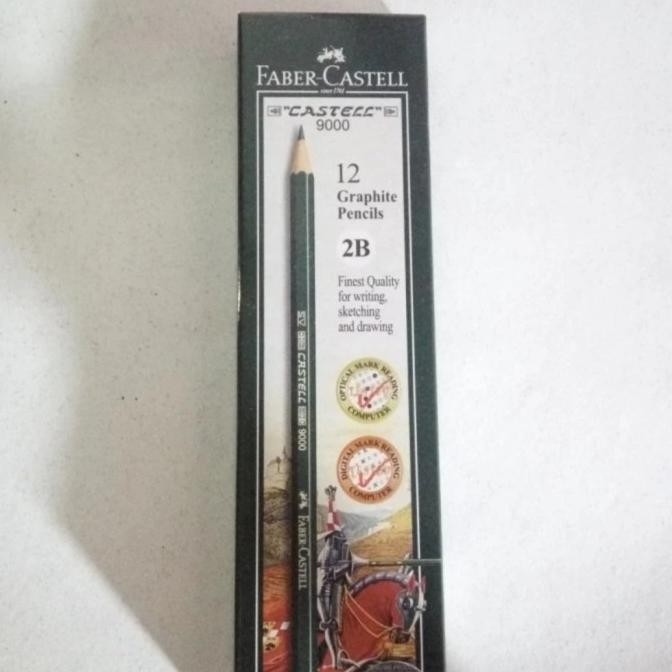 FABER-CASTELL
since 1761
"CASTELL"
9000
12
Graphite
Pencils
2B
Finest Quality
for writing,
sketching
and drawing
OPTICAL MARK READING
COMPUTER
DIGITAL MARK READING
COMPUTER
SV CASTELL 9000
FABER-CASTELL